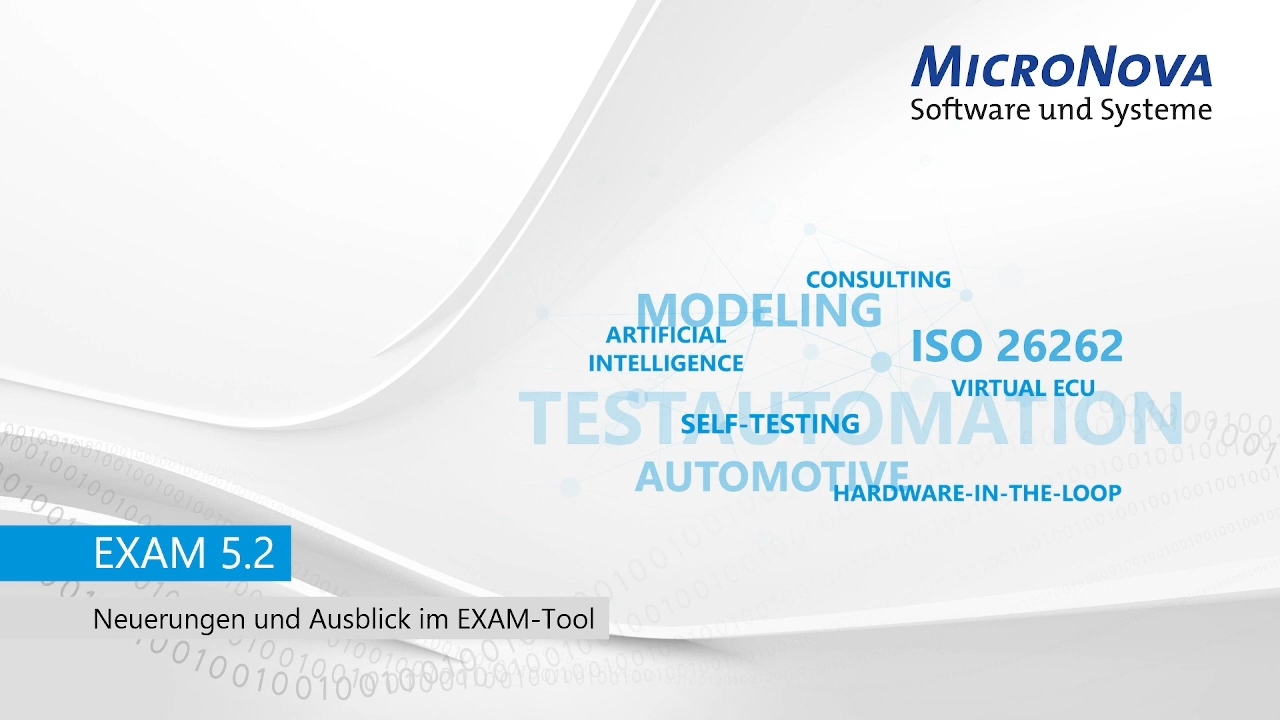 MICRONOVA
Software und Systeme
CONSULTING
MODELING
ARTIFICIAL
INTELLIGENCE
ISO 26262
VIRTUAL ECU
TESTAUTOMATION
SELF-TESTING
AUTOMOTIVE
HARDWARE-IN-THE-LOOP
EXAM 5.2
Neuerungen und Ausblick im EXAM-Tool